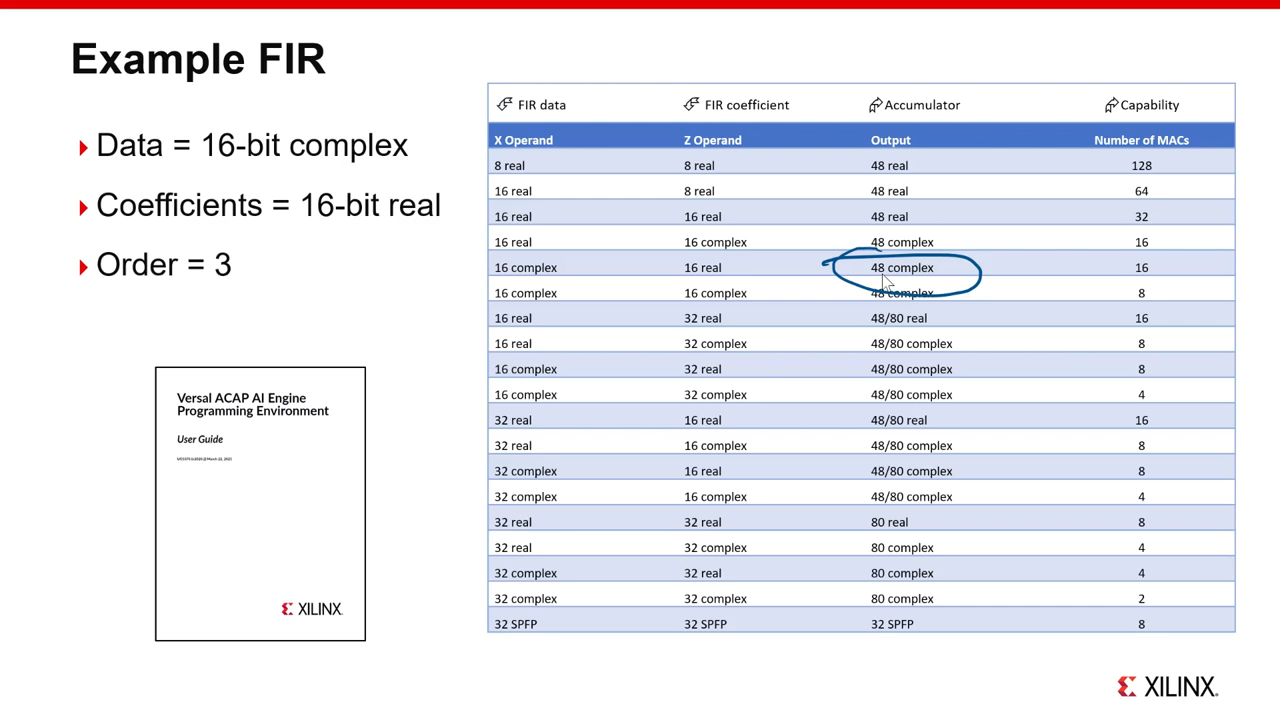 Example FIR
Data = 16-bit complex
Coefficients = 16-bit real
Order = 3
FIR data FIR coefficient Accumulator Capability
X Operand Z Operand Output Number of MACs
8 real 8 real 48 real 128
16 real 8 real 48 real 64
16 real 16 real 48 real 32
16 real 16 complex 48 complex 16
16 complex 16 real 48 complex 16
16 complex 16 complex 48 complex 8
16 real 32 real 48/80 real 16
16 real 32 complex 48/80 complex 8
16 complex 32 real 48/80 complex 8
16 complex 32 complex 48/80 complex 4
32 real 16 real 48/80 real 16
32 real 16 complex 48/80 complex 8
32 complex 16 real 48/80 complex 8
32 complex 16 complex 48/80 complex 4
32 real 32 real 80 real 8
32 real 32 complex 80 complex 4
32 complex 32 real 80 complex 4
32 complex 32 complex 80 complex 2
32 SPFP 32 SPFP 32 SPFP 8
Versal ACAP AI Engine
Programming Environment
User Guide
XILINX
XILINX.